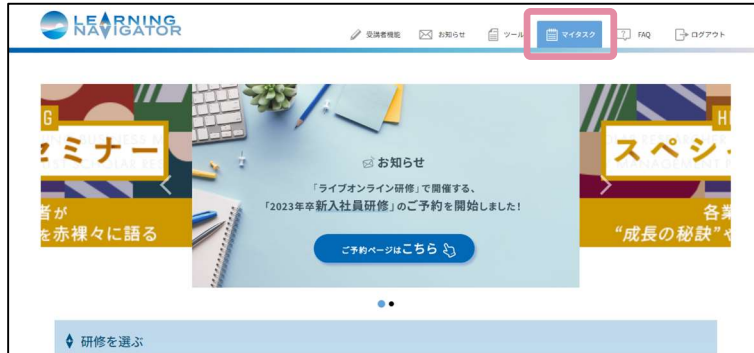 LEARNING
NAVIGATOR
受講者機能
お知らせ
ツール
マイタスク
FAQ
ログアウト
セミナー
者が
を赤裸々に語る
お知らせ
「ライブオンライン研修」で開催する、
「2023年卒新入社員研修」のご予約を開始しました!
ご予約ページはこちら
スペシ
各業
“成長の秘訣”や
研修を選ぶ